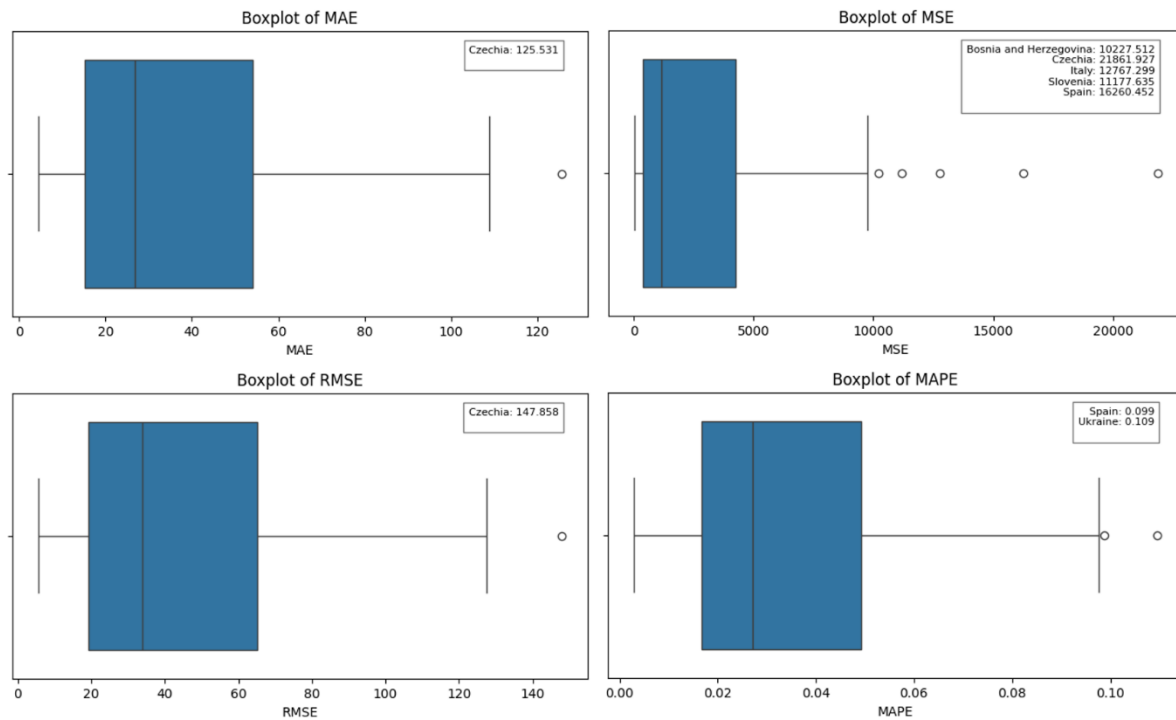 Boxplot of MAE
Czechia: 125.531
0 20 40 60 80 100 120
MAE
Boxplot of MSE
Bosnia and Herzegovina: 10227.512
Czechia: 21861.927
Italy: 12767.299
Slovenia: 11177.635
Spain: 16260.452
0 5000 10000 15000 20000
MSE
Boxplot of RMSE
Czechia: 147.858
0 20 40 60 80 100 120 140
RMSE
Boxplot of MAPE
Spain: 0.099
Ukraine: 0.109
0.00 0.02 0.04 0.06 0.08 0.10
MAPE